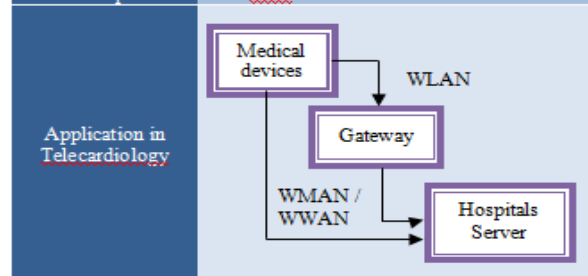 Application in
Telecardiology
Medical
devices
WLAN
Gateway
WMAN /
WWAN
Hospitals
Server